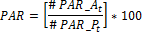 PAR = [# PAR_A_t / # PAR_P_t] * 100